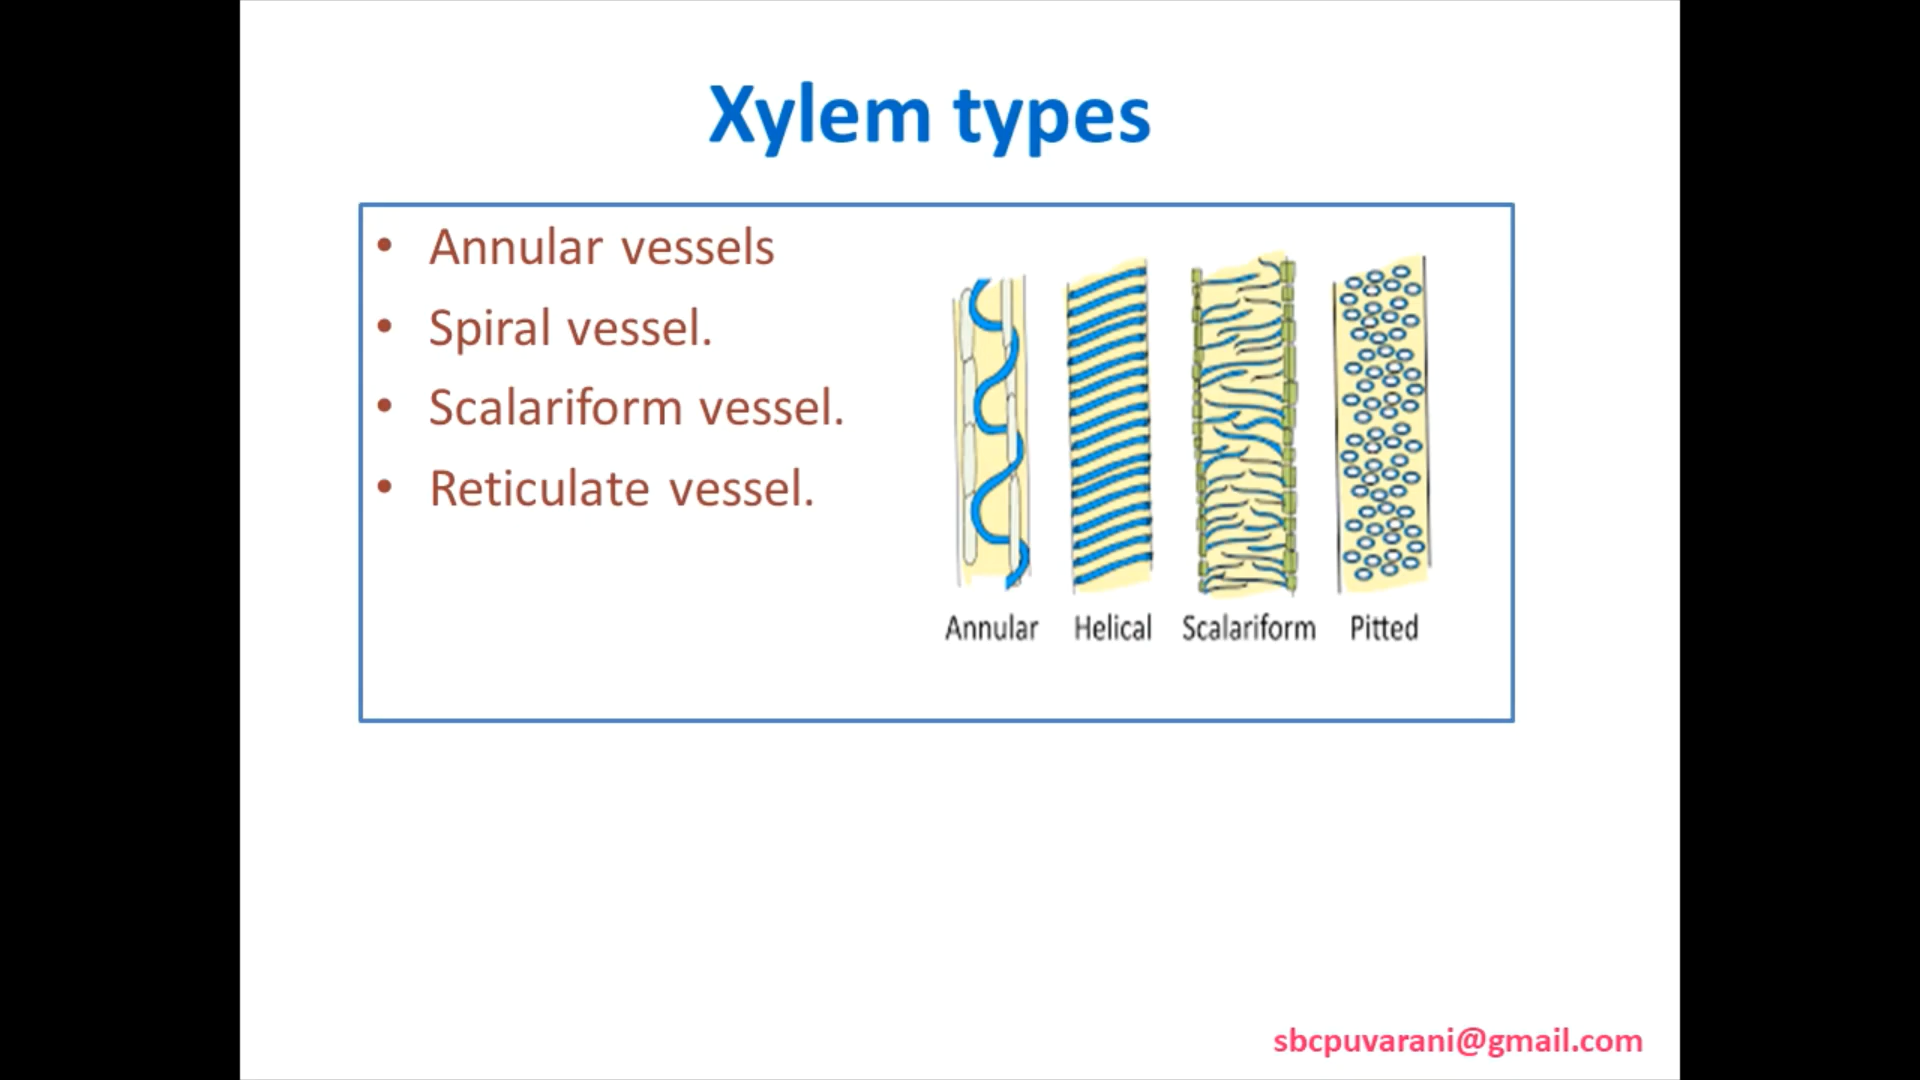 Xylem types
• Annular vessels
• Spiral vessel.
• Scalariform vessel.
• Reticulate vessel.
Annular Helical Scalariform Pitted
sbcpuvarani@gmail.com